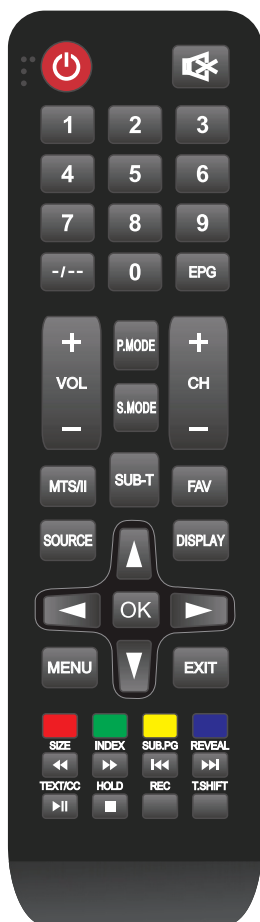 1 2 3
4 5 6
7 8 9
-/-- 0 EPG
+ P.MODE +
VOL CH
S.MODE
- -
MTS/II SUB-T FAV
SOURCE DISPLAY
OK
MENU EXIT
SIZE INDEX SUB.PG REVEAL
TEXT/CC HOLD REC T.SHIFT